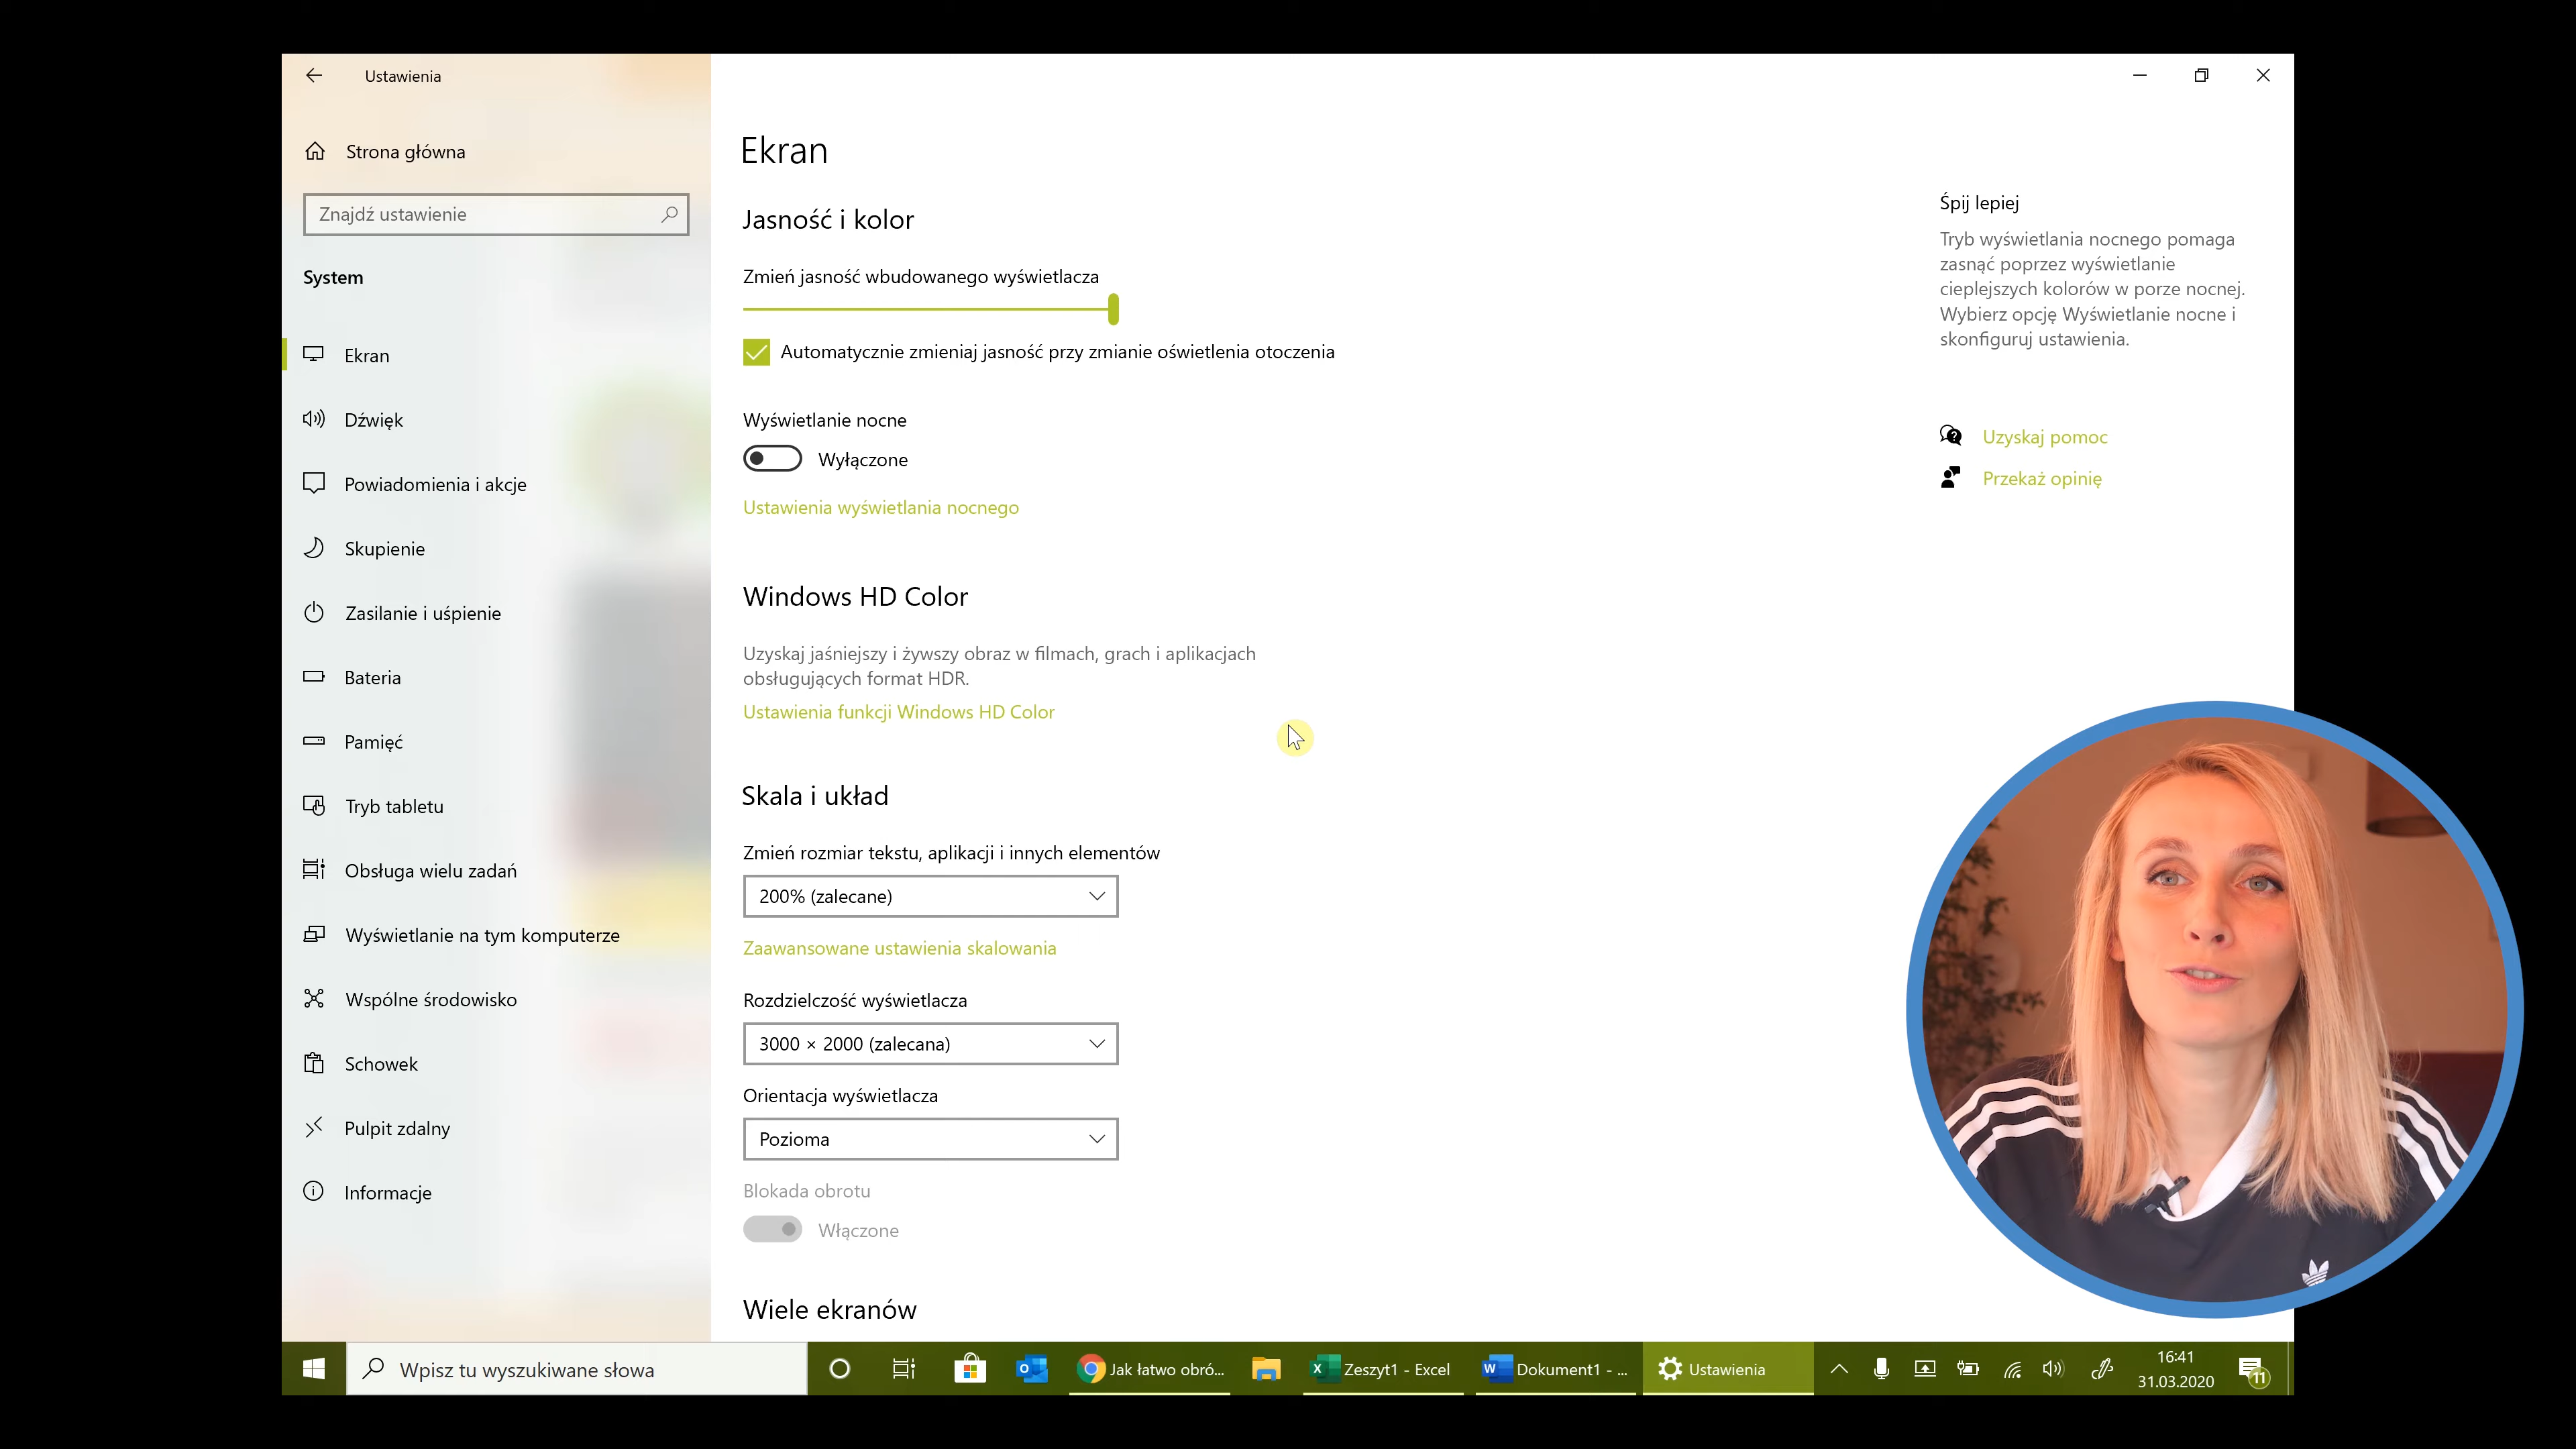 Ustawienia
Strona główna
Znajdź ustawienie
System
Ekran
Dźwięk
Powiadomienia i akcje
Skupienie
Zasilanie i uśpienie
Bateria
Pamięć
Tryb tabletu
Obsługa wielu zadań
Wyświetlanie na tym komputerze
Wspólne środowisko
Schowek
Pulpit zdalny
Informacje
Ekran
Jasność i kolor
Zmień jasność wbudowanego wyświetlacza
Automatycznie zmieniaj jasność przy zmianie oświetlenia otoczenia
Wyświetlanie nocne
Wyłączone
Ustawienia wyświetlania nocnego
Windows HD Color
Uzyskaj jaśniejszy i żywszy obraz w filmach, grach i aplikacjach
obsługujących format HDR.
Ustawienia funkcji Windows HD Color
Skala i układ
Zmień rozmiar tekstu, aplikacji i innych elementów
200% (zalecane)
Zaawansowane ustawienia skalowania
Rozdzielczość wyświetlacza
3000 × 2000 (zalecana)
Orientacja wyświetlacza
Pozioma
Blokada obrotu
Włączone
Wiele ekranów
Śpij lepiej
Tryb wyświetlania nocnego pomaga
zasnąć poprzez wyświetlanie
cieplejszych kolorów w porze nocnej.
Wybierz opcję Wyświetlanie nocne i
skonfiguruj ustawienia.
Uzyskaj pomoc
Przekaż opinię
Wpisz tu wyszukiwane słowa
Jak łatwo obró...
Zeszyt1 - Excel
Dokument1 - ...
Ustawienia
16:41
31.03.2020
11